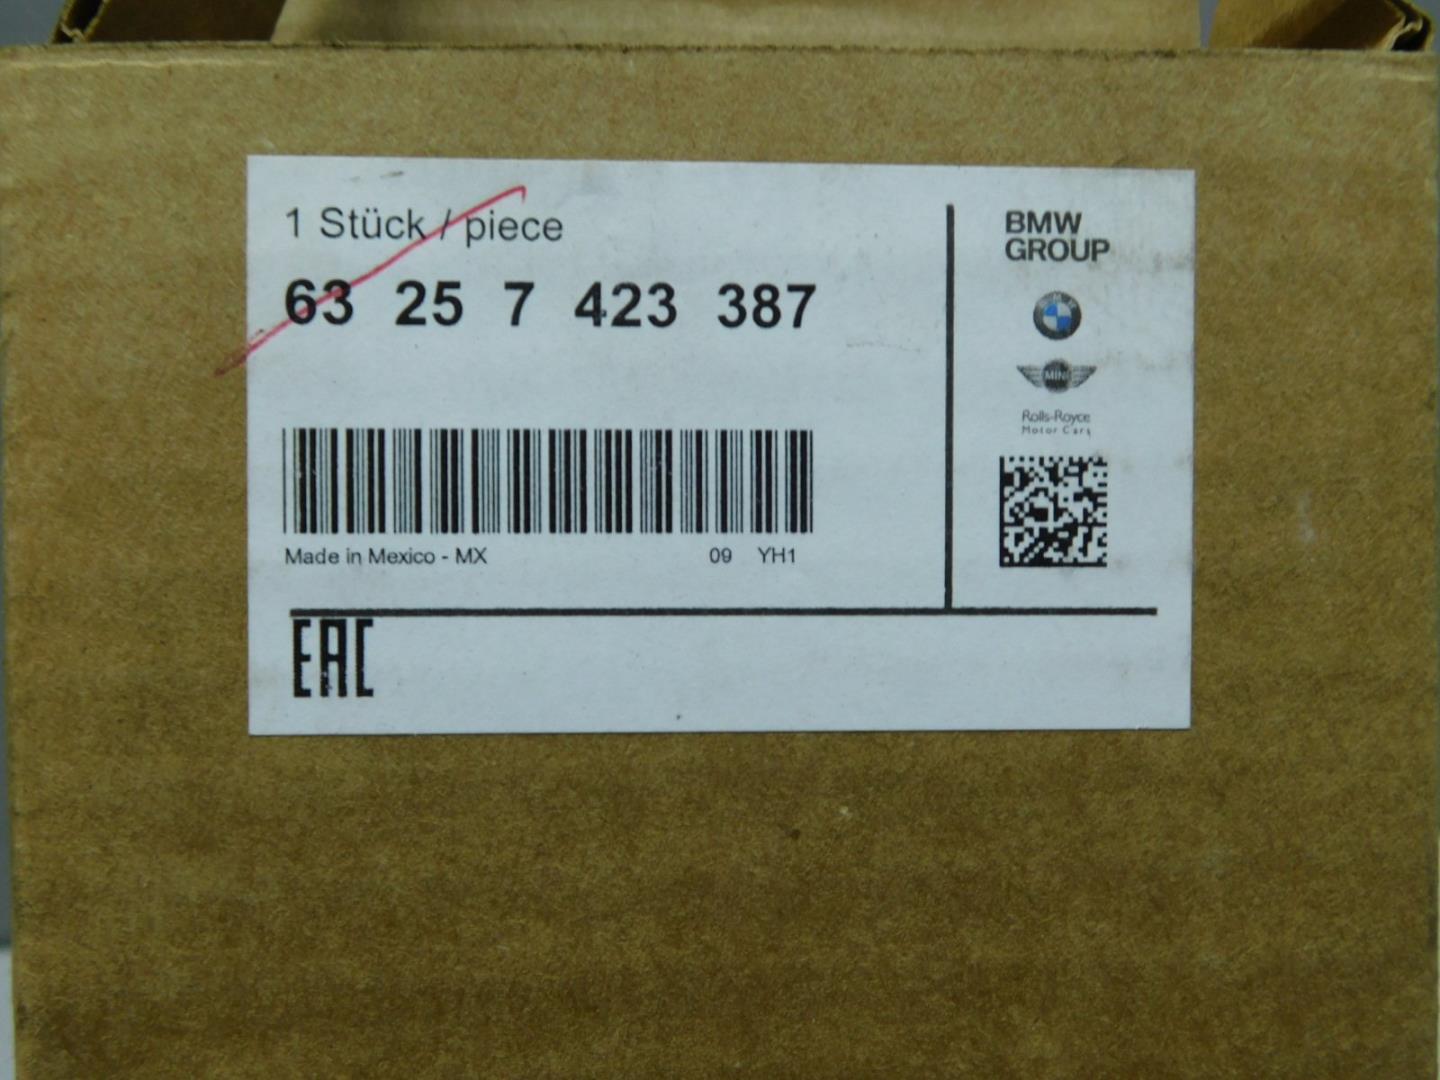 1 Stück / piece
63 25 7 423 387
Made in Mexico - MX
09 YH1
EAC
BMW
GROUP
MINI
Rolls-Royce
Motor Cars